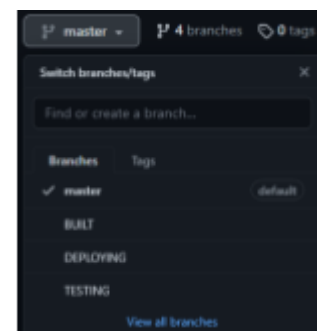 master 4 branches 0 tags
Switch branches/tags
Find or create a branch...
Branches Tags
master default
BUILT
DEPLOYING
TESTING
View all branches